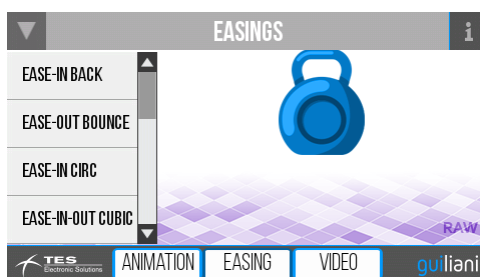 EASINGS
i
EASE-IN BACK
EASE-OUT BOUNCE
EASE-IN CIRC
EASE-IN-OUT CUBIC
RAW
TES
Electronic Solutions
ANIMATION
EASING
VIDEO
guiliani